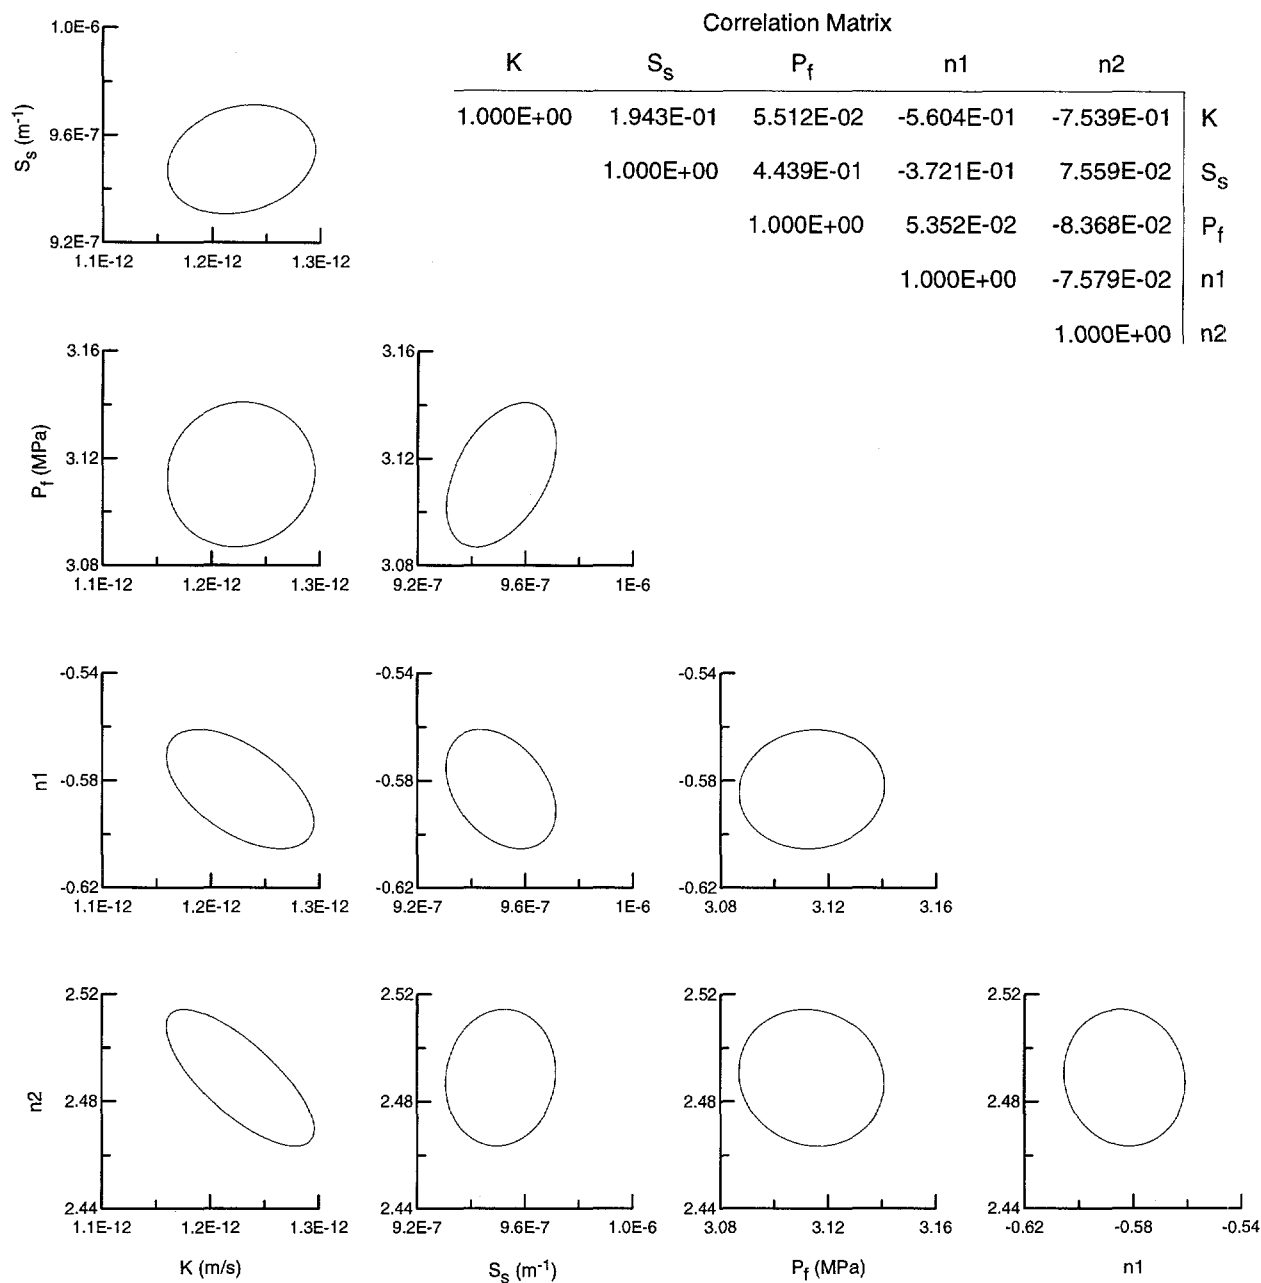 Correlation Matrix
K S_s P_f n1 n2
1.000E+00 1.943E-01 5.512E-02 -5.604E-01 -7.539E-01 K
1.000E+00 4.439E-01 -3.721E-01 7.559E-02 S_s
1.000E+00 5.352E-02 -8.368E-02 P_f
1.000E+00 -7.579E-02 n1
1.000E+00 n2
1.0E-6
9.6E-7
9.2E-7
S_s (m⁻¹)
1.1E-12 1.2E-12 1.3E-12
3.16
3.12
3.08
P_f (MPa)
1.1E-12 1.2E-12 1.3E-12
3.16
3.12
3.08
9.2E-7 9.6E-7 1E-6
-0.54
-0.58
-0.62
n1
1.1E-12 1.2E-12 1.3E-12
-0.54
-0.58
-0.62
9.2E-7 9.6E-7 1E-6
-0.54
-0.58
-0.62
3.08 3.12 3.16
2.52
2.48
2.44
n2
1.1E-12 1.2E-12 1.3E-12
K (m/s)
2.52
2.48
2.44
9.2E-7 9.6E-7 1.0E-6
S_s (m⁻¹)
2.52
2.48
2.44
3.08 3.12 3.16
P_f (MPa)
2.52
2.48
2.44
-0.62 -0.58 -0.54
n1